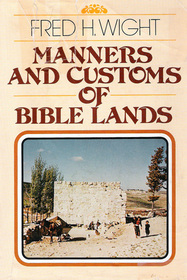 FRED H. WIGHT
MANNERS
AND CUSTOMS
OF
BIBLE LANDS